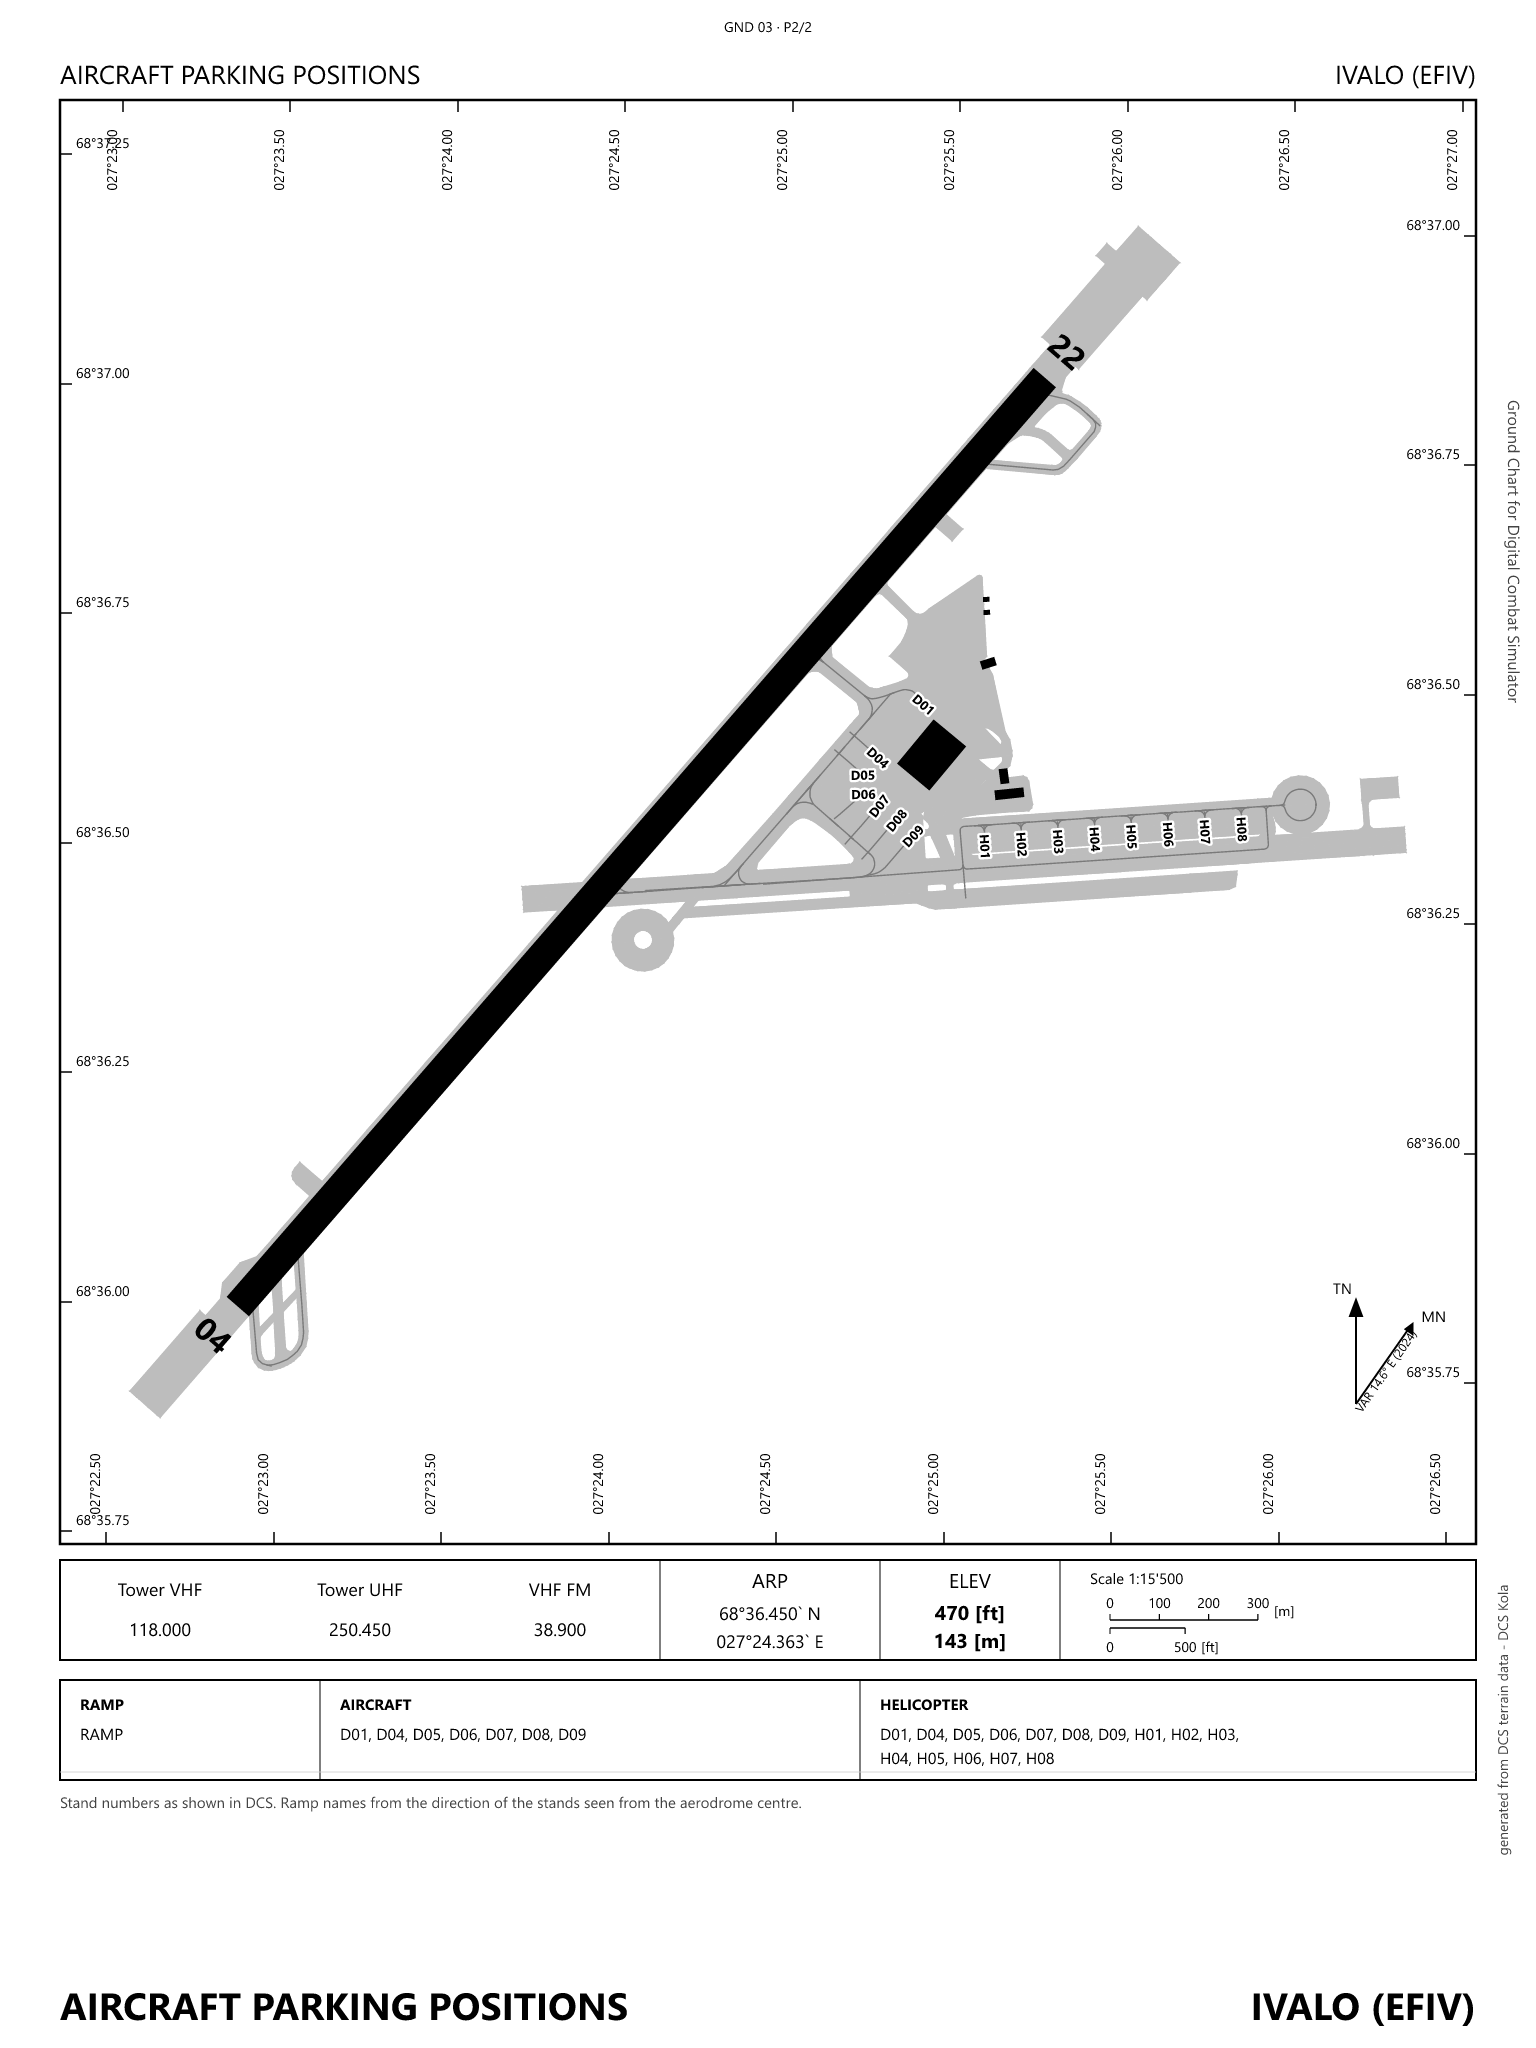 GND 03 · P2/2
AIRCRAFT PARKING POSITIONS
IVALO (EFIV)
027°23.00
027°23.50
027°24.00
027°24.50
027°25.00
027°25.50
027°26.00
027°26.50
027°27.00
68°37.25
68°37.00
68°36.75
68°36.50
68°36.25
68°36.00
68°35.75
68°37.00
68°36.75
68°36.50
68°36.25
68°36.00
68°35.75
22
D01
D04
D05
D06
D07
D08
D09
H01
H02
H03
H04
H05
H06
H07
H08
04
TN
MN
VAR 14.6° E (2024)
027°22.50
027°23.00
027°23.50
027°24.00
027°24.50
027°25.00
027°25.50
027°26.00
027°26.50
Ground Chart for Digital Combat Simulator
Tower VHF
118.000
Tower UHF
250.450
VHF FM
38.900
ARP
68°36.450` N
027°24.363` E
ELEV
470 [ft]
143 [m]
Scale 1:15'500
0 100 200 300 [m]
0 500 [ft]
RAMP
RAMP
AIRCRAFT
D01, D04, D05, D06, D07, D08, D09
HELICOPTER
D01, D04, D05, D06, D07, D08, D09, H01, H02, H03,
H04, H05, H06, H07, H08
Stand numbers as shown in DCS. Ramp names from the direction of the stands seen from the aerodrome centre.
generated from DCS terrain data - DCS Kola
AIRCRAFT PARKING POSITIONS
IVALO (EFIV)